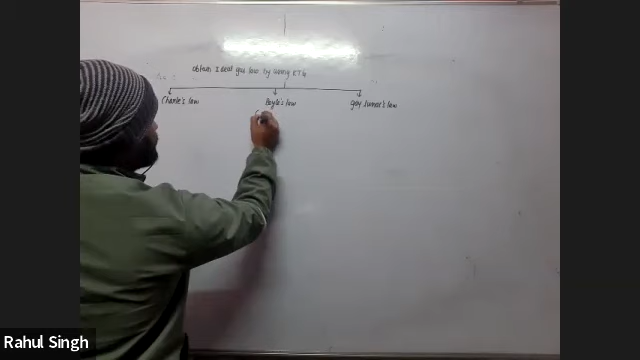 obtain Ideal gas law by using KTG
Charle's law Boyle's law gay lussac's law
Rahul Singh